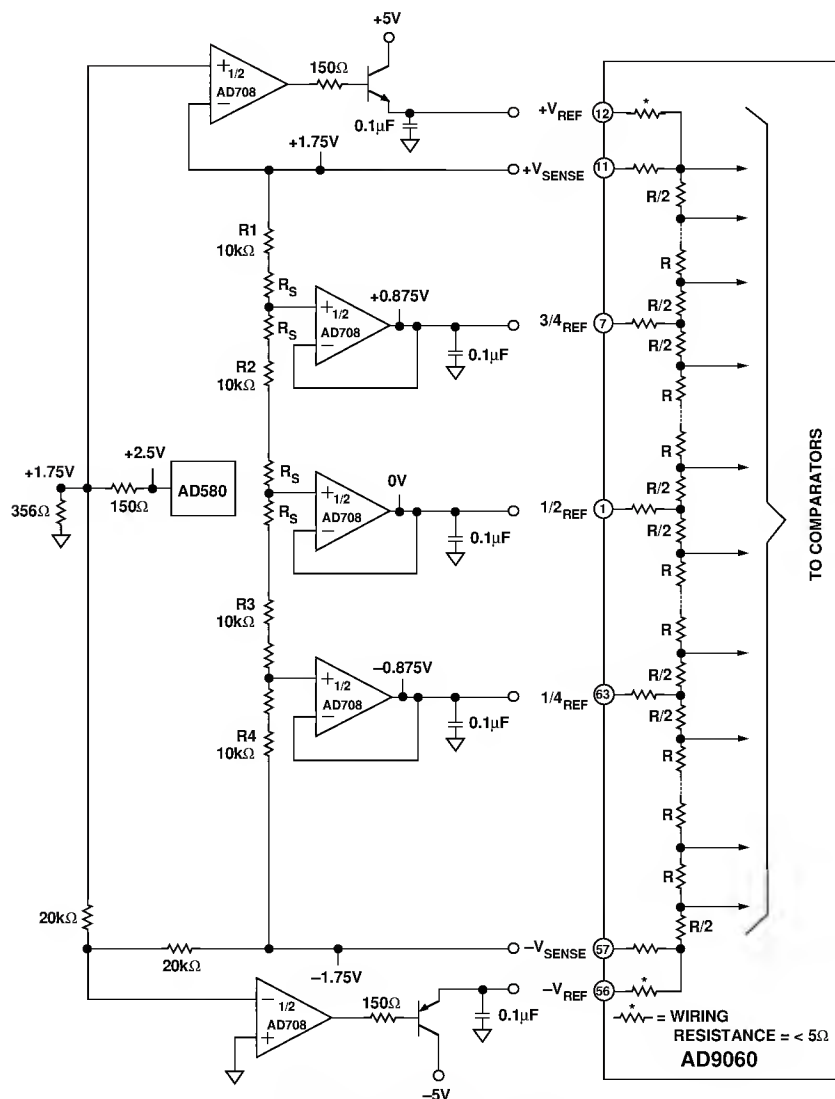 +5V
+
1/2
AD708
−
150Ω
0.1μF
+VREF
12
*
+1.75V
+VSENSE
11
R/2
R1
10kΩ
RS
R
+
1/2
AD708
−
+0.875V
R/2
3/4REF
7
RS
0.1μF
R/2
R2
10kΩ
R
R
+2.5V
+1.75V
AD580
356Ω
150Ω
RS
RS
+
1/2
AD708
−
0V
0.1μF
R/2
1/2REF
1
R/2
R
TO COMPARATORS
R3
10kΩ
R
+
1/2
AD708
−
−0.875V
0.1μF
R/2
1/4REF
63
R/2
R4
10kΩ
R
R
R
20kΩ
R/2
20kΩ
−VSENSE
57
−1.75V
−
1/2
AD708
+
150Ω
0.1μF
−VREF
56
*
−5V
* = WIRING
RESISTANCE = < 5Ω
AD9060